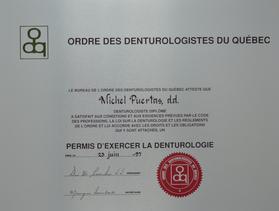 ORDRE DES DENTUROLOGISTES DU QUÉBEC
LE BUREAU DE L'ORDRE DES DENTUROLOGISTES DU QUÉBEC ATTESTE QUE
Michel Puertas, d.d.
DENTUROLOGISTE DIPLÔMÉ
A SATISFAIT AUX CONDITIONS ET AUX EXIGENCES PRÉVUES PAR LE CODE
DES PROFESSIONS, LA LOI SUR LA DENTUROLOGIE ET LES RÈGLEMENTS
DE L'ORDRE ET LUI ACCORDE AVEC LES DROITS ET LES OBLIGATIONS
QUI Y SONT ATTACHÉS, UN
PERMIS D'EXERCER LA DENTUROLOGIE
23 juin